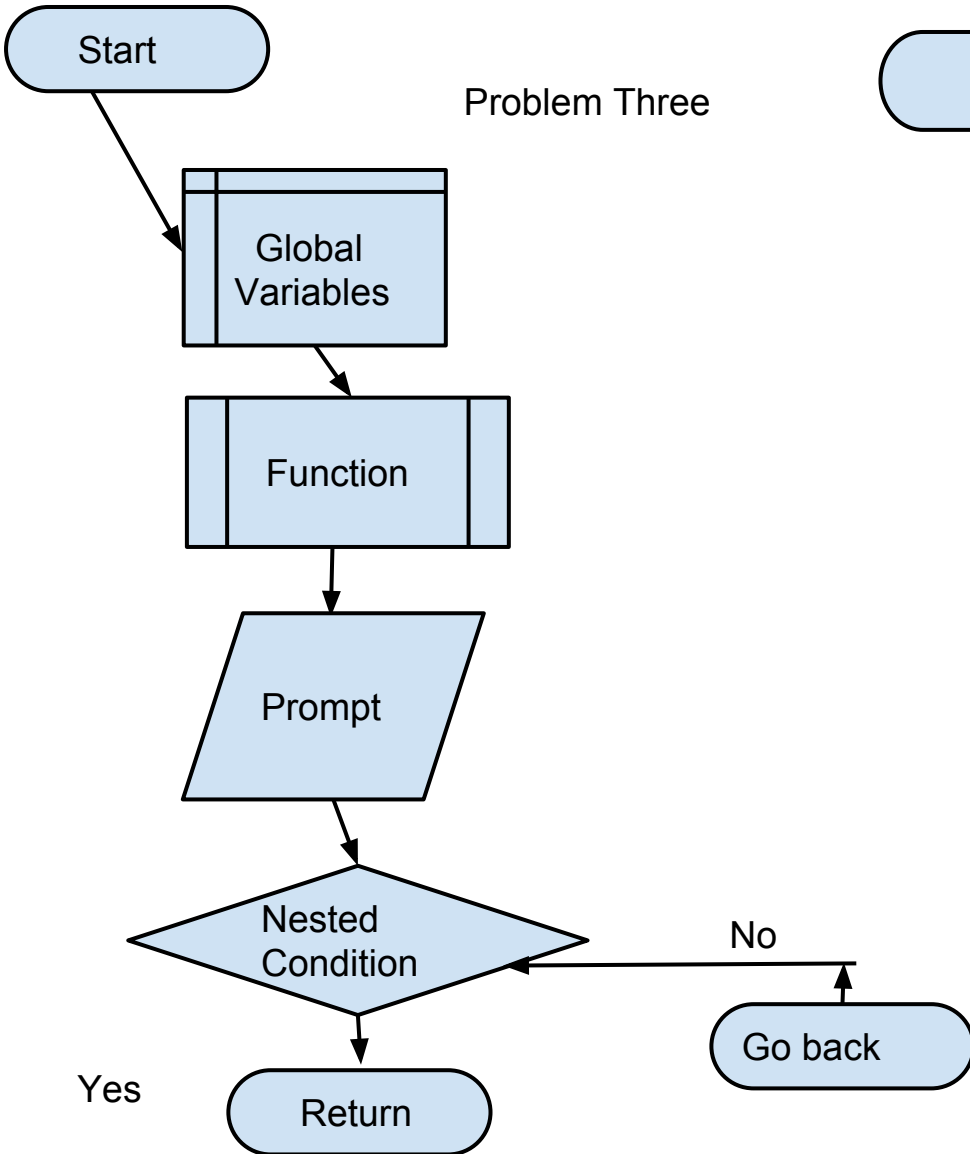 Start
Problem Three
Global
Variables
Function
Prompt
Nested
Condition
No
Go back
Yes
Return